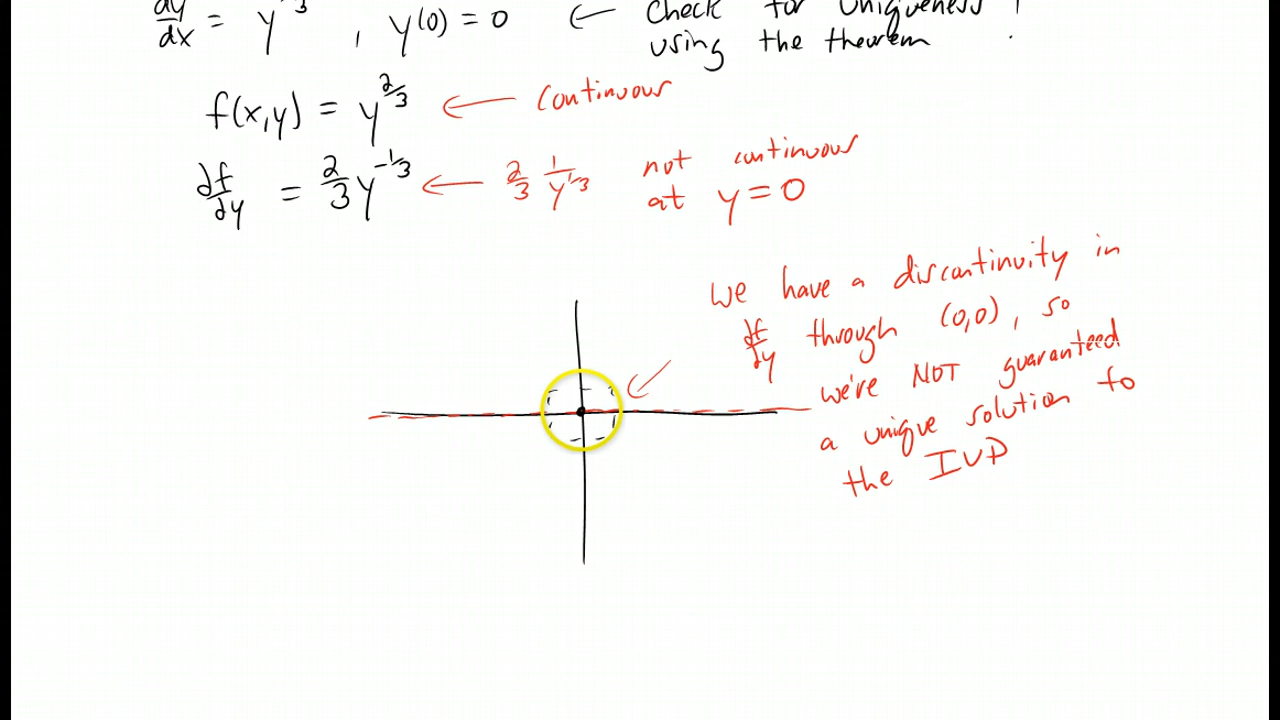 dy/dx = y^2/3 , y(0) = 0 ← Check for Uniqueness!
using the theorem
f(x,y) = y^2/3 ← continuous
df/dy = 2/3 y^-1/3 ← 2/3 1/y^1/3 not continuous
at y = 0
We have a discontinuity in
df/dy through (0,0), so
we're NOT guaranteed
a unique solution to
the IVP